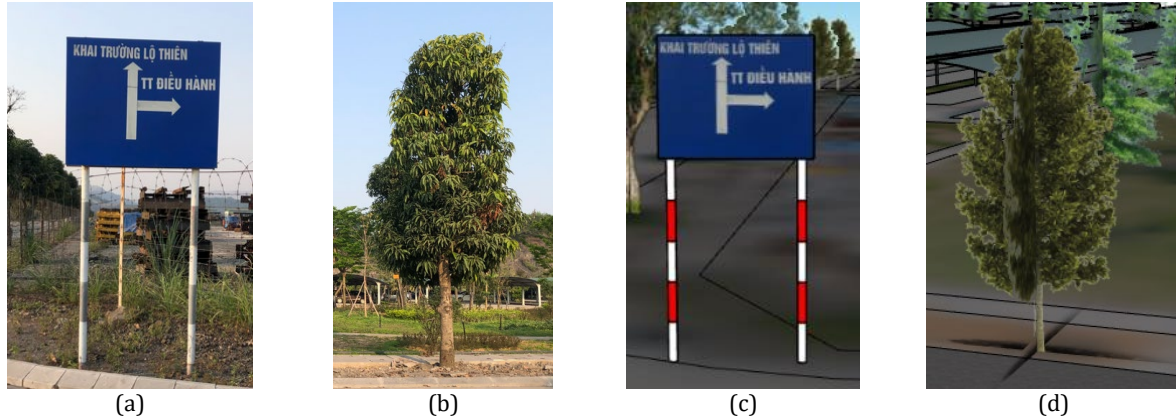 KHAI TRƯỜNG LỘ THIÊN
TT ĐIỀU HÀNH
KHAI TRƯỜNG LỘ THIÊN
TT ĐIỀU HÀNH
(a)
(b)
(c)
(d)